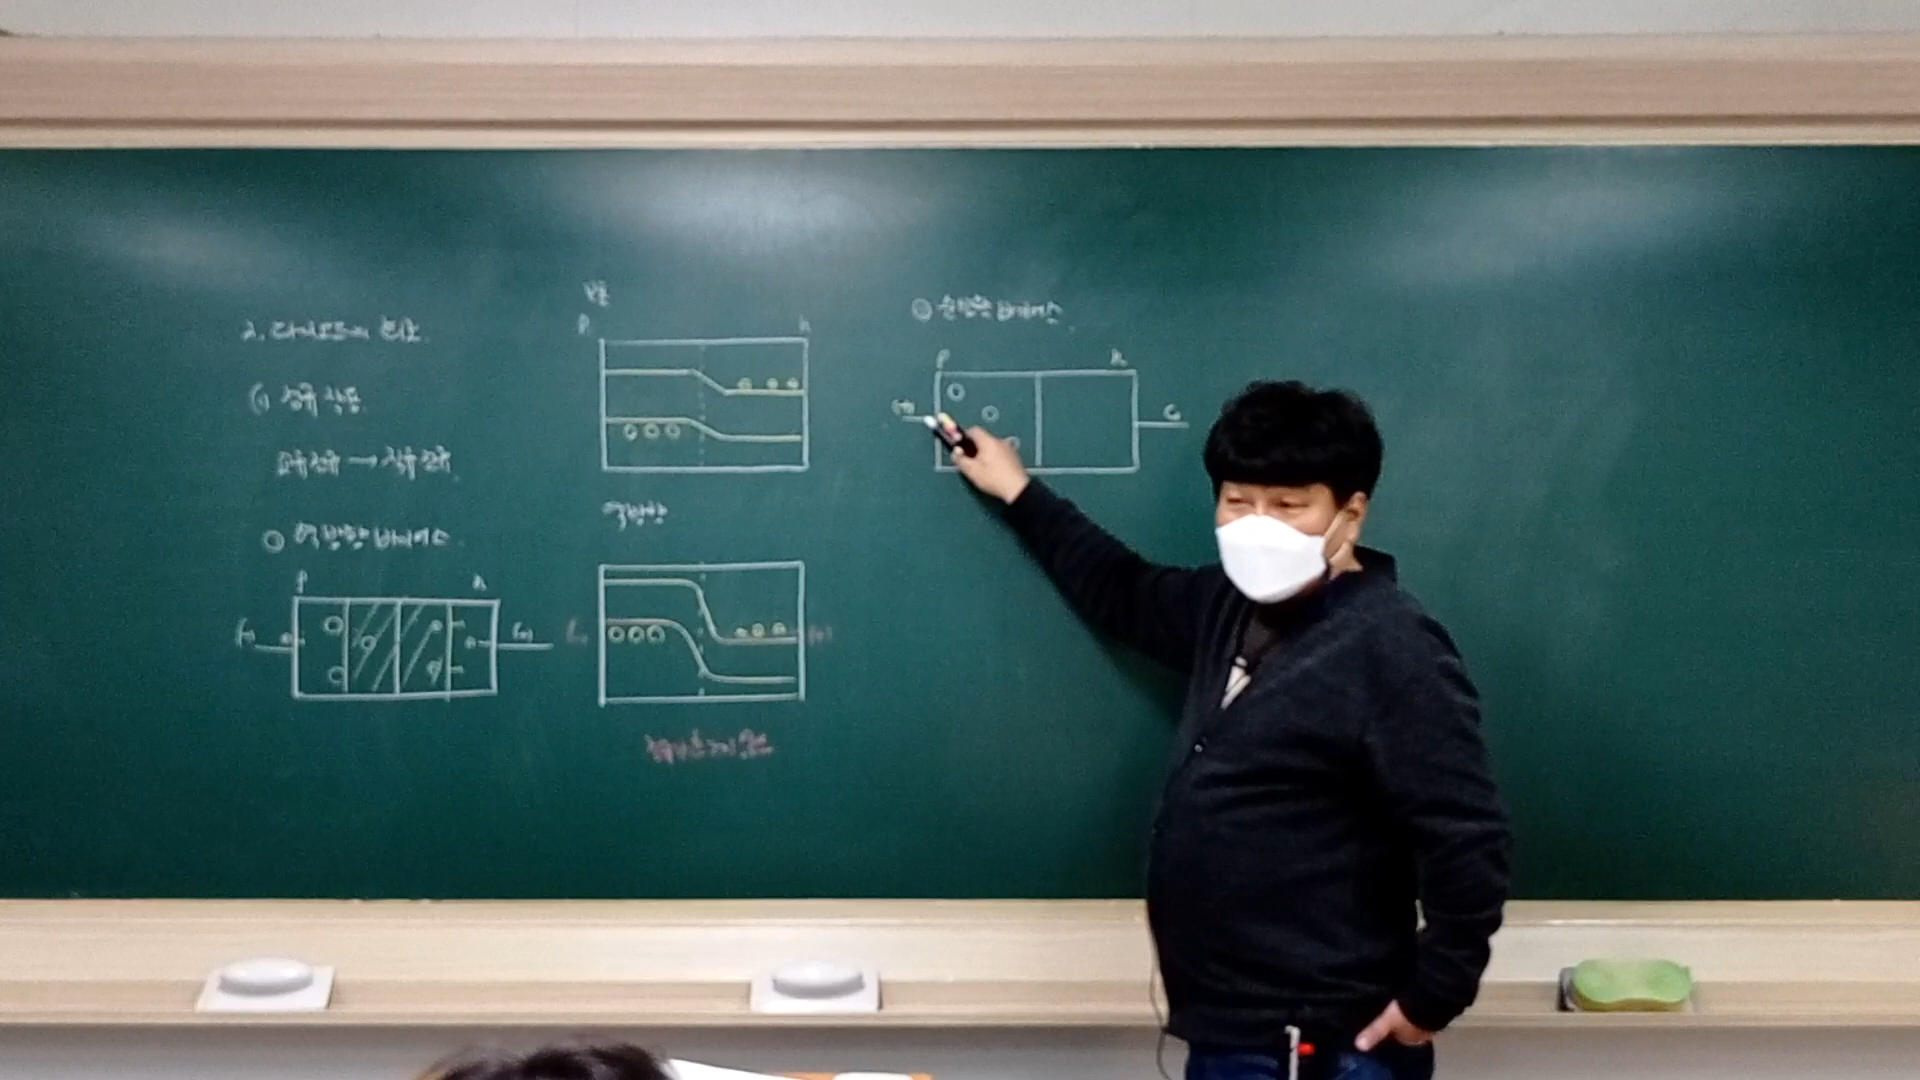 2. 다이오드의 원리
(1) 정류 작용
교류전류 → 직류전류
① 역방향 바이어스
p n
(-) (+)
p n
역방향
(-) (+)
② 순방향 바이어스
p n
(+) (-)